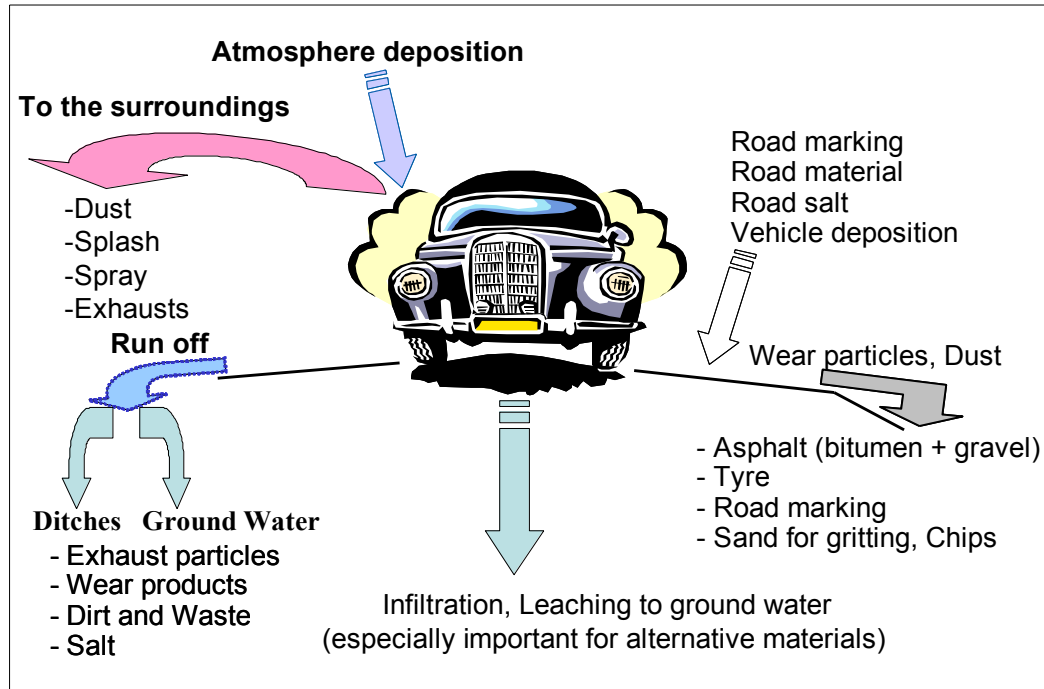 Atmosphere deposition
To the surroundings
-Dust
-Splash
-Spray
-Exhausts
Road marking
Road material
Road salt
Vehicle deposition
Run off
Wear particles, Dust
- Asphalt (bitumen + gravel)
- Tyre
- Road marking
- Sand for gritting, Chips
Ditches Ground Water
- Exhaust particles
- Wear products
- Dirt and Waste
- Salt
Infiltration, Leaching to ground water
(especially important for alternative materials)